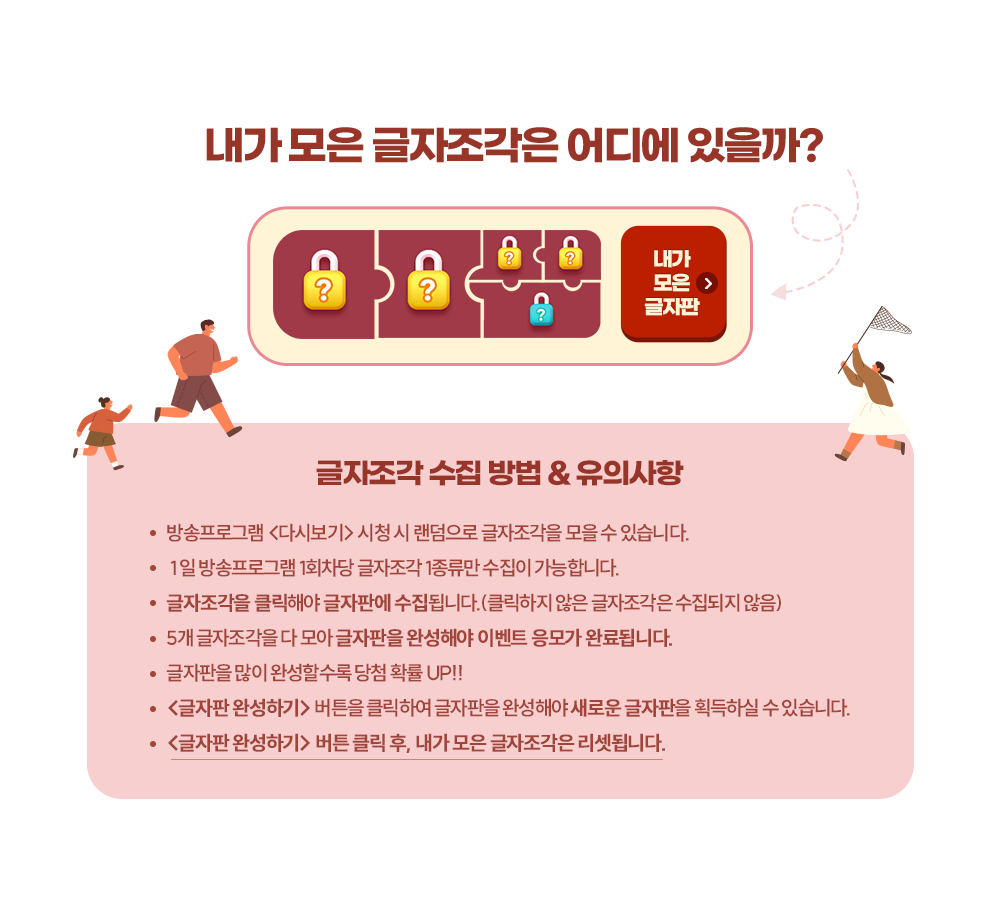 내가 모은 글자조각은 어디에 있을까?
?
?
?
?
?
내가
모은
글자판
글자조각 수집 방법 & 유의사항
• 방송프로그램 <다시보기> 시청 시 랜덤으로 글자조각을 모을 수 있습니다.
• 1일 방송프로그램 1회차당 글자조각 1종류만 수집이 가능합니다.
• 글자조각을 클릭해야 글자판에 수집됩니다.(클릭하지 않은 글자조각은 수집되지 않음)
• 5개 글자조각을 다 모아 글자판을 완성해야 이벤트 응모가 완료됩니다.
• 글자판을 많이 완성할수록 당첨 확률 UP!!
• <글자판 완성하기> 버튼을 클릭하여 글자판을 완성해야 새로운 글자판을 획득하실 수 있습니다.
• <글자판 완성하기> 버튼 클릭 후, 내가 모은 글자조각은 리셋됩니다.